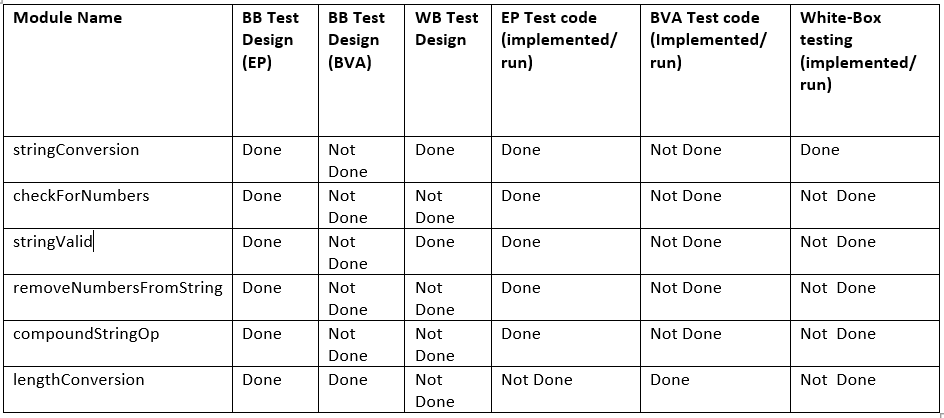 Module Name BB Test Design (EP) BB Test Design (BVA) WB Test Design EP Test code (implemented/ run) BVA Test code (Implemented/ run) White-Box testing (implemented/ run)
stringConversion Done Not Done Done Done Not Done Done
checkForNumbers Done Not Done Not Done Done Not Done Not Done
stringValid Done Not Done Done Done Not Done Not Done
removeNumbersFromString Done Not Done Not Done Done Not Done Not Done
compoundStringOp Done Not Done Not Done Done Not Done Not Done
lengthConversion Done Done Not Done Not Done Done Not Done